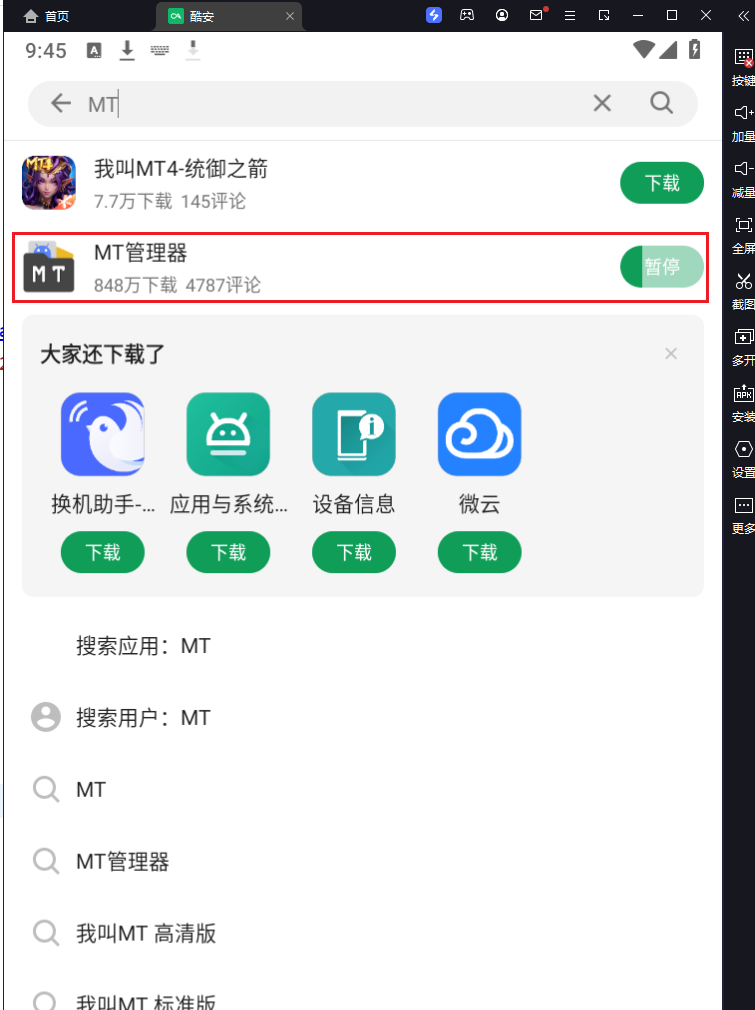 首页
酷安
9:45
A
MT
MT4
我叫MT4-统御之箭
7.7万下载 145评论
下载
MT
MT管理器
848万下载 4787评论
暂停
大家还下载了
换机助手-...
应用与系统...
设备信息
微云
下载
下载
下载
下载
搜索应用：MT
搜索用户：MT
MT
MT管理器
我叫MT 高清版
我叫MT 标准版
按键
加量
减量
全屏
截图
多开
APK
安装
设置
更多